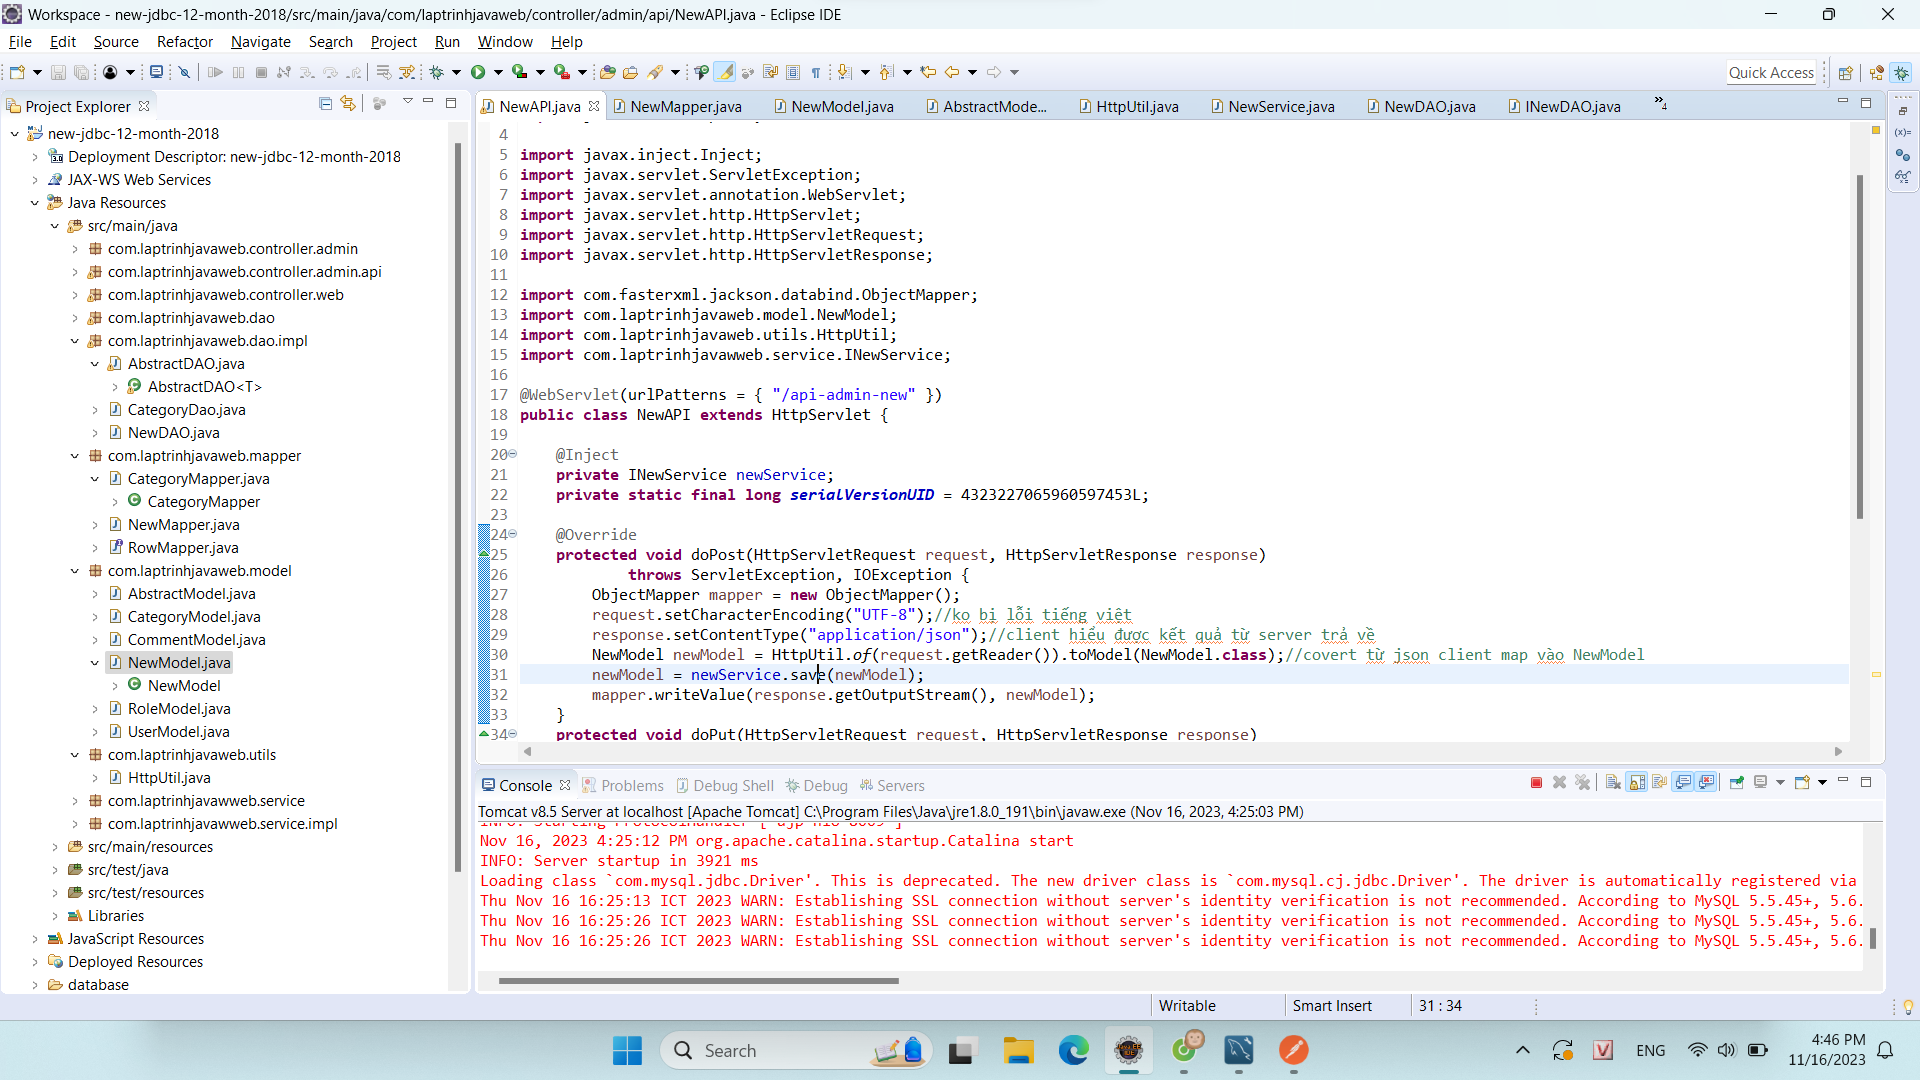 Workspace - new-jdbc-12-month-2018/src/main/java/com/laptrinhjavaweb/controller/admin/api/NewAPI.java - Eclipse IDE
File Edit Source Refactor Navigate Search Project Run Window Help
Quick Access
Project Explorer
new-jdbc-12-month-2018
Deployment Descriptor: new-jdbc-12-month-2018
JAX-WS Web Services
Java Resources
src/main/java
com.laptrinhjavaweb.controller.admin
com.laptrinhjavaweb.controller.admin.api
com.laptrinhjavaweb.controller.web
com.laptrinhjavaweb.dao
com.laptrinhjavaweb.dao.impl
AbstractDAO.java
AbstractDAO<T>
CategoryDao.java
NewDAO.java
com.laptrinhjavaweb.mapper
CategoryMapper.java
CategoryMapper
NewMapper.java
RowMapper.java
com.laptrinhjavaweb.model
AbstractModel.java
CategoryModel.java
CommentModel.java
NewModel.java
NewModel
RoleModel.java
UserModel.java
com.laptrinhjavaweb.utils
HttpUtil.java
com.laptrinhjavawweb.service
com.laptrinhjavawweb.service.impl
src/main/resources
src/test/java
src/test/resources
Libraries
JavaScript Resources
Deployed Resources
database
NewAPI.java NewMapper.java NewModel.java AbstractMode... HttpUtil.java NewService.java NewDAO.java INewDAO.java »4
4
5 import javax.inject.Inject;
6 import javax.servlet.ServletException;
7 import javax.servlet.annotation.WebServlet;
8 import javax.servlet.http.HttpServlet;
9 import javax.servlet.http.HttpServletRequest;
10 import javax.servlet.http.HttpServletResponse;
11
12 import com.fasterxml.jackson.databind.ObjectMapper;
13 import com.laptrinhjavaweb.model.NewModel;
14 import com.laptrinhjavaweb.utils.HttpUtil;
15 import com.laptrinhjavawweb.service.INewService;
16
17 @WebServlet(urlPatterns = { "/api-admin-new" })
18 public class NewAPI extends HttpServlet {
19
20 @Inject
21 private INewService newService;
22 private static final long serialVersionUID = 4323227065960597453L;
23
24 @Override
25 protected void doPost(HttpServletRequest request, HttpServletResponse response)
26 throws ServletException, IOException {
27 ObjectMapper mapper = new ObjectMapper();
28 request.setCharacterEncoding("UTF-8");//ko bị lỗi tiếng việt
29 response.setContentType("application/json");//client hiểu được kết quả từ server trả về
30 NewModel newModel = HttpUtil.of(request.getReader()).toModel(NewModel.class);//covert từ json client map vào NewModel
31 newModel = newService.save(newModel);
32 mapper.writeValue(response.getOutputStream(), newModel);
33 }
34 protected void doPut(HttpServletRequest request, HttpServletResponse response)
Console Problems Debug Shell Debug Servers
Tomcat v8.5 Server at localhost [Apache Tomcat] C:\Program Files\Java\jre1.8.0_191\bin\javaw.exe (Nov 16, 2023, 4:25:03 PM)
INFO: Starting ProtocolHandler ["ajp-nio-8009"]
Nov 16, 2023 4:25:12 PM org.apache.catalina.startup.Catalina start
INFO: Server startup in 3921 ms
Loading class `com.mysql.jdbc.Driver'. This is deprecated. The new driver class is `com.mysql.cj.jdbc.Driver'. The driver is automatically registered via
Thu Nov 16 16:25:13 ICT 2023 WARN: Establishing SSL connection without server's identity verification is not recommended. According to MySQL 5.5.45+, 5.6.
Thu Nov 16 16:25:26 ICT 2023 WARN: Establishing SSL connection without server's identity verification is not recommended. According to MySQL 5.5.45+, 5.6.
Thu Nov 16 16:25:26 ICT 2023 WARN: Establishing SSL connection without server's identity verification is not recommended. According to MySQL 5.5.45+, 5.6.
Writable Smart Insert 31 : 34
Search
ENG
4:46 PM
11/16/2023